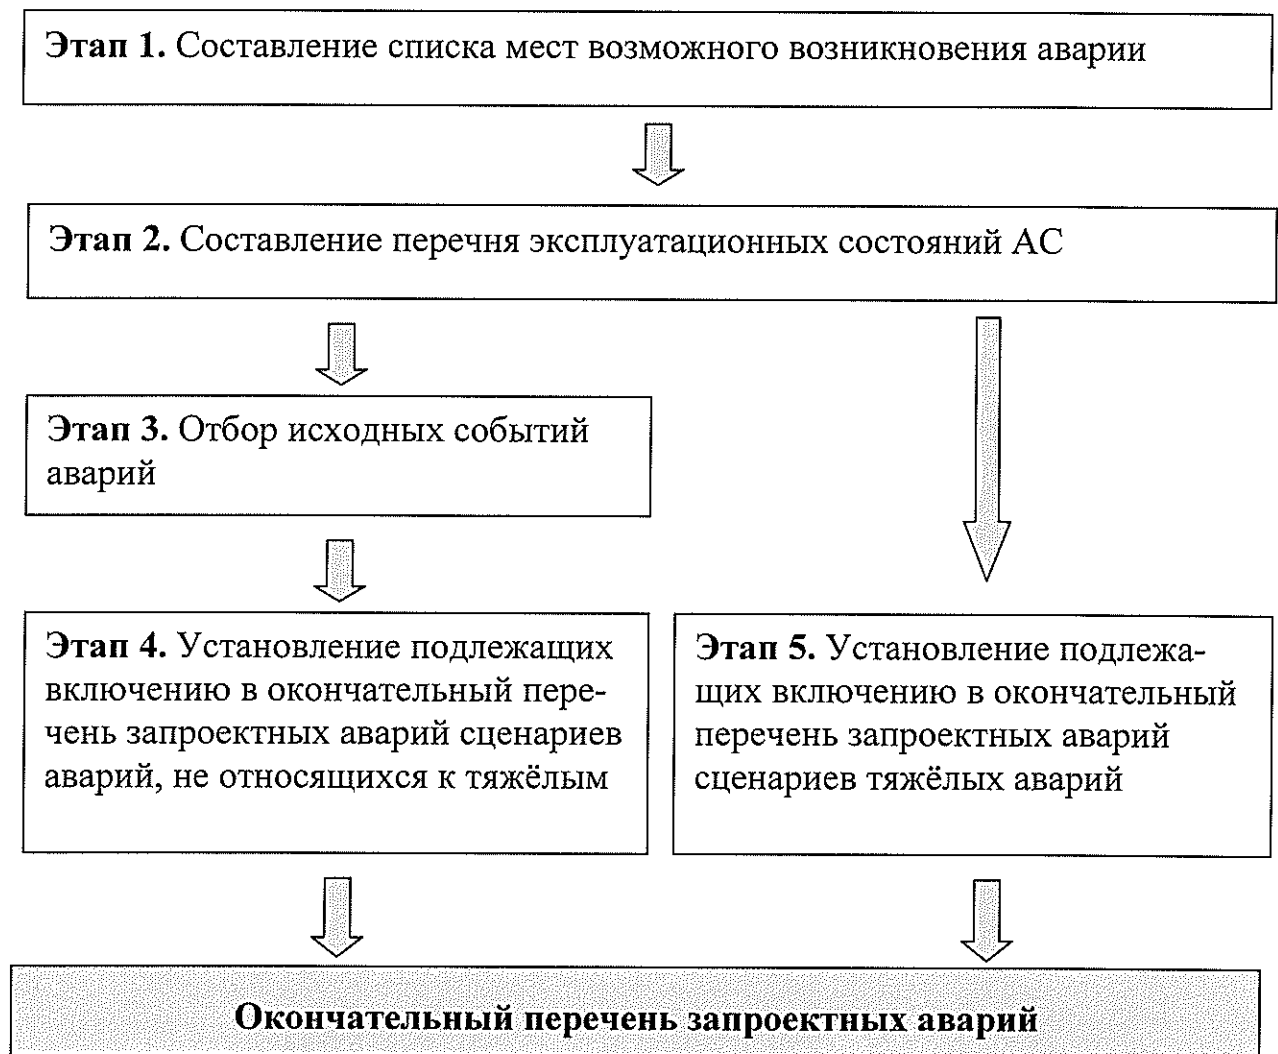 Этап 1. Составление списка мест возможного возникновения аварии
Этап 2. Составление перечня эксплуатационных состояний АС
Этап 3. Отбор исходных событий
аварий
Этап 4. Установление подлежащих
включению в окончательный пере-
чень запроектных аварий сценариев
аварий, не относящихся к тяжёлым
Этап 5. Установление подлежа-
щих включению в окончательный
перечень запроектных аварий
сценариев тяжёлых аварий
Окончательный перечень запроектных аварий